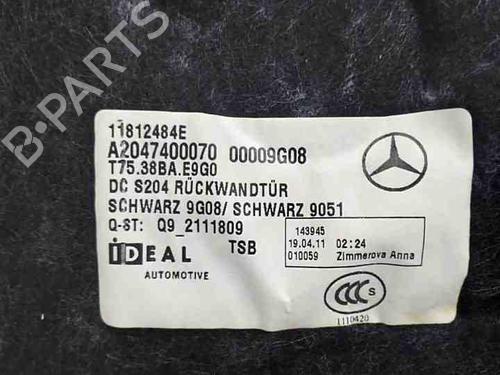 11812484E
A2047400070 00009G08
T75.38BA.E9G0
DC S204 RÜCKWANDTÜR
SCHWARZ 9G08/ SCHWARZ 9051
Q-ST: Q9_2111809
TSB
iDEAL
AUTOMOTIVE
143945
19.04.11 02:24
010059 Zimmerova Anna
CCC S
1110420
B-PARTS